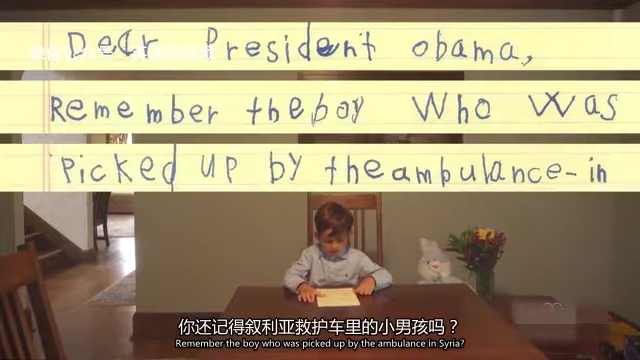 Dear President obama,
Remember the boy Who Was
Picked up by the ambulance- in
你还记得叙利亚救护车里的小男孩吗？
Remember the boy who was picked up by the ambulance in Syria?